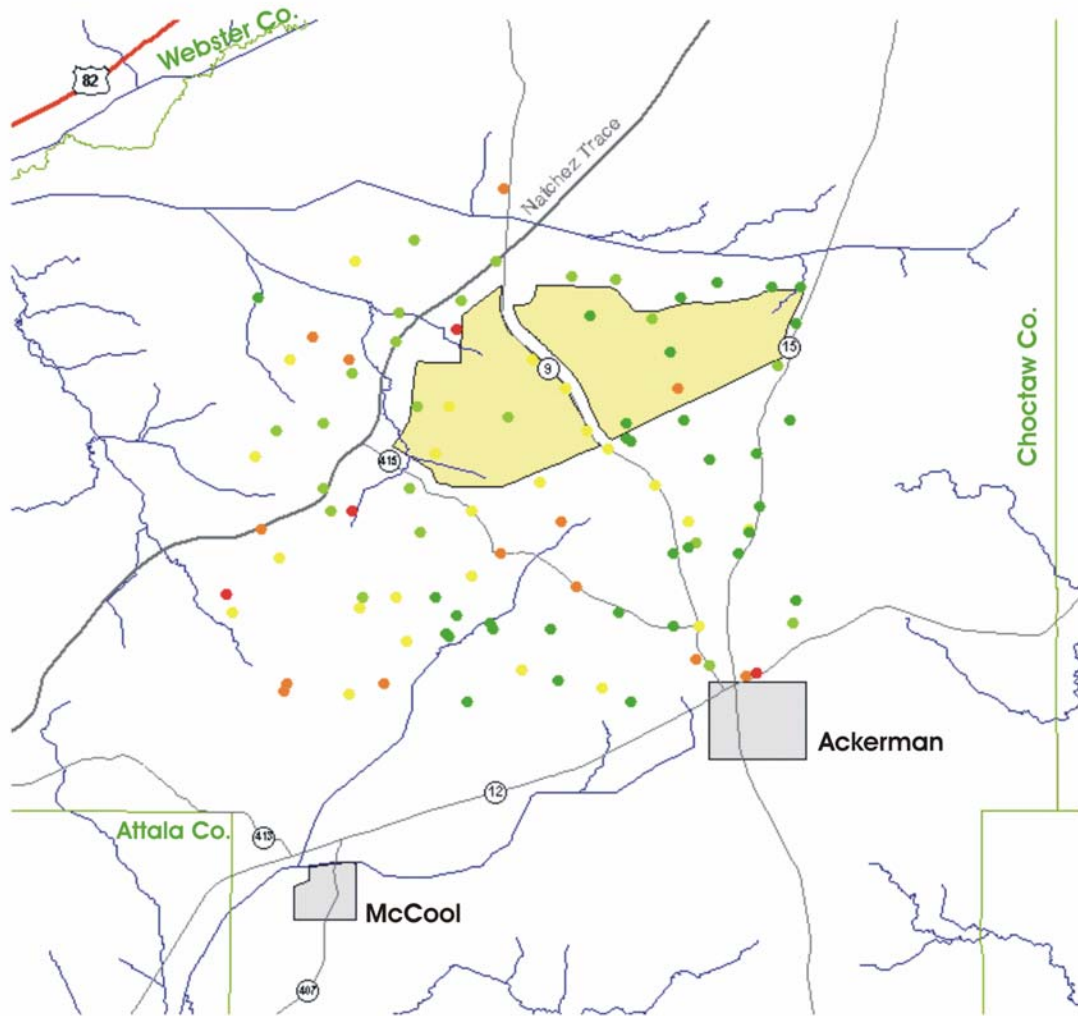 Webster Co.
82
Natchez Trace
15
9
Choctaw Co.
415
Ackerman
12
Attala Co.
413
McCool
407